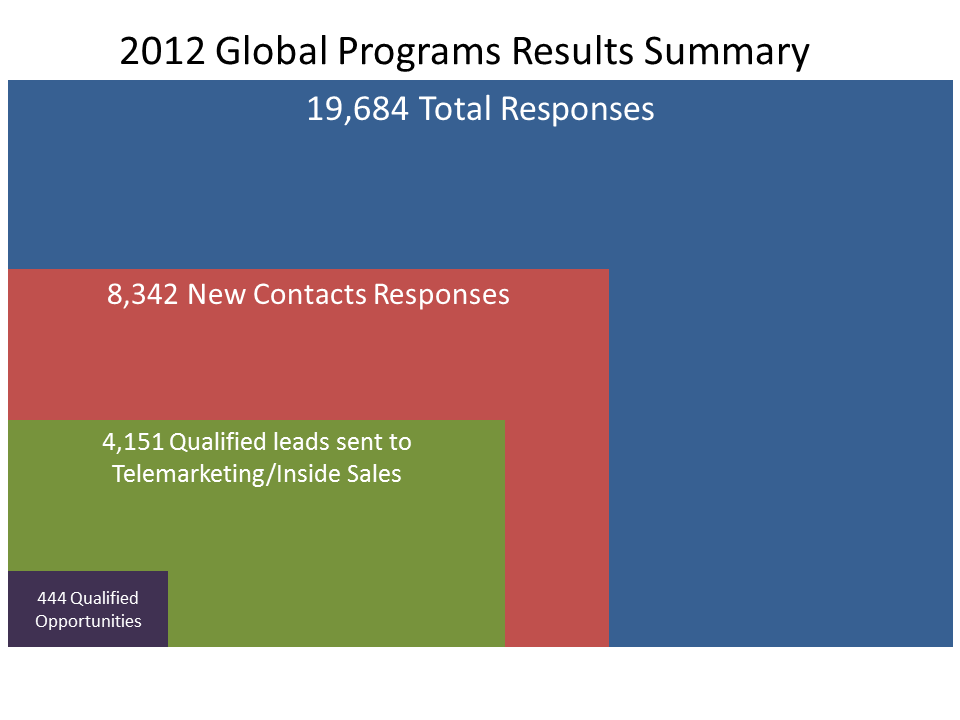 2012 Global Programs Results Summary
19,684 Total Responses
8,342 New Contacts Responses
4,151 Qualified leads sent to
Telemarketing/Inside Sales
444 Qualified
Opportunities